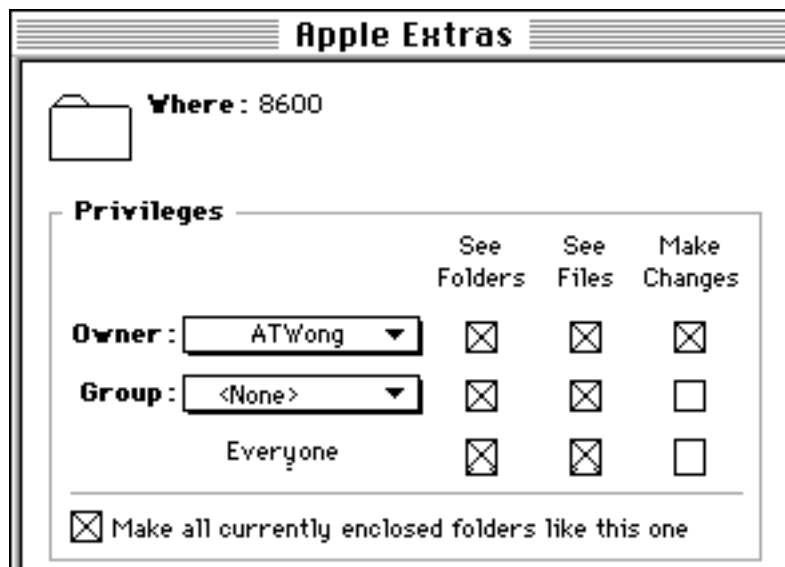 Apple Extras
Where: 8600
Privileges
See Folders See Files Make Changes
Owner: ATWong
Group: <None>
Everyone
Make all currently enclosed folders like this one